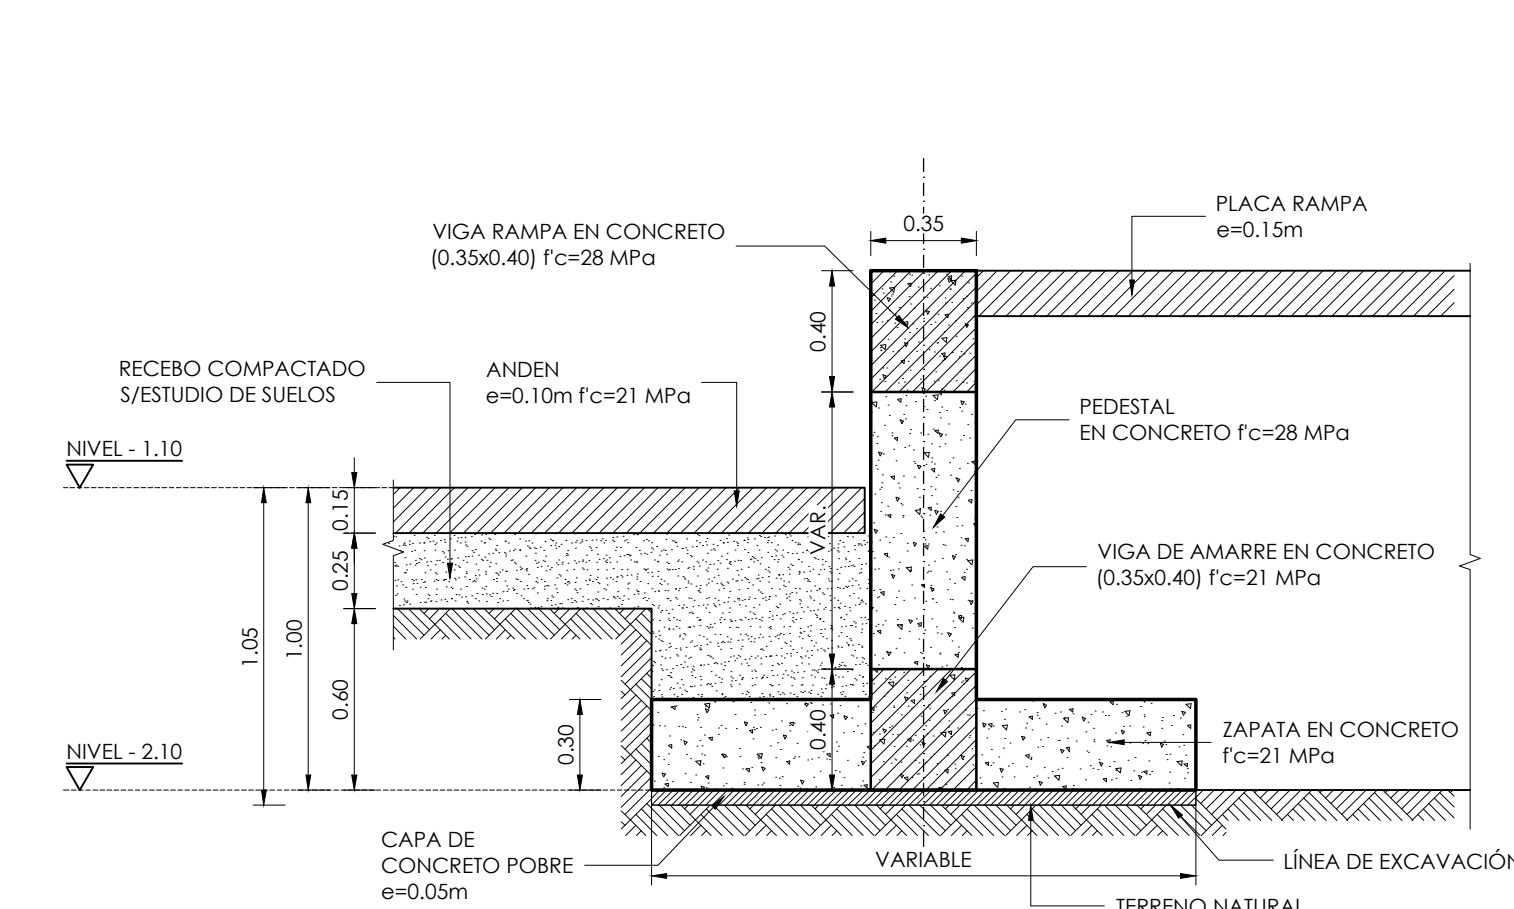 PLACA RAMPA
e=0.15m
0.35
VIGA RAMPA EN CONCRETO
(0.35x0.40) f'c=28 MPa
0.40
RECEBO COMPACTADO
S/ESTUDIO DE SUELOS
ANDEN
e=0.10m f'c=21 MPa
PEDESTAL
EN CONCRETO f'c=28 MPa
NIVEL - 1.10
0.15
VAR.
0.25
VIGA DE AMARRE EN CONCRETO
(0.35x0.40) f'c=21 MPa
1.05
1.00
0.60
0.30
0.40
ZAPATA EN CONCRETO
f'c=21 MPa
NIVEL - 2.10
CAPA DE
CONCRETO POBRE
e=0.05m
VARIABLE
LÍNEA DE EXCAVACIÓN
TERRENO NATURAL